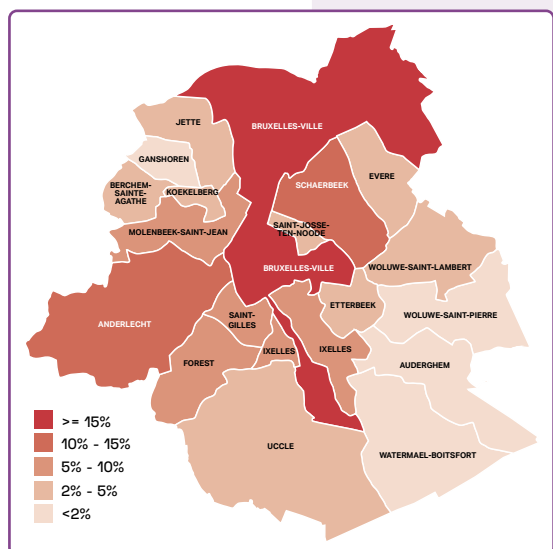 BRUXELLES-VILLE
JETTE
GANSHOREN
EVERE
SCHAERBEEK
BERCHEM-
SAINTE-
AGATHE
KOEKELBERG
SAINT-JOSSE-
TEN-NOODE
MOLENBEEK-SAINT-JEAN
BRUXELLES-VILLE
WOLUWE-SAINT-LAMBERT
ETTERBEEK
WOLUWE-SAINT-PIERRE
SAINT-
GILLES
ANDERLECHT
IXELLES
IXELLES
FOREST
AUDERGHEM
UCCLE
WATERMAEL-BOITSFORT
>= 15%
10% - 15%
5% - 10%
2% - 5%
<2%